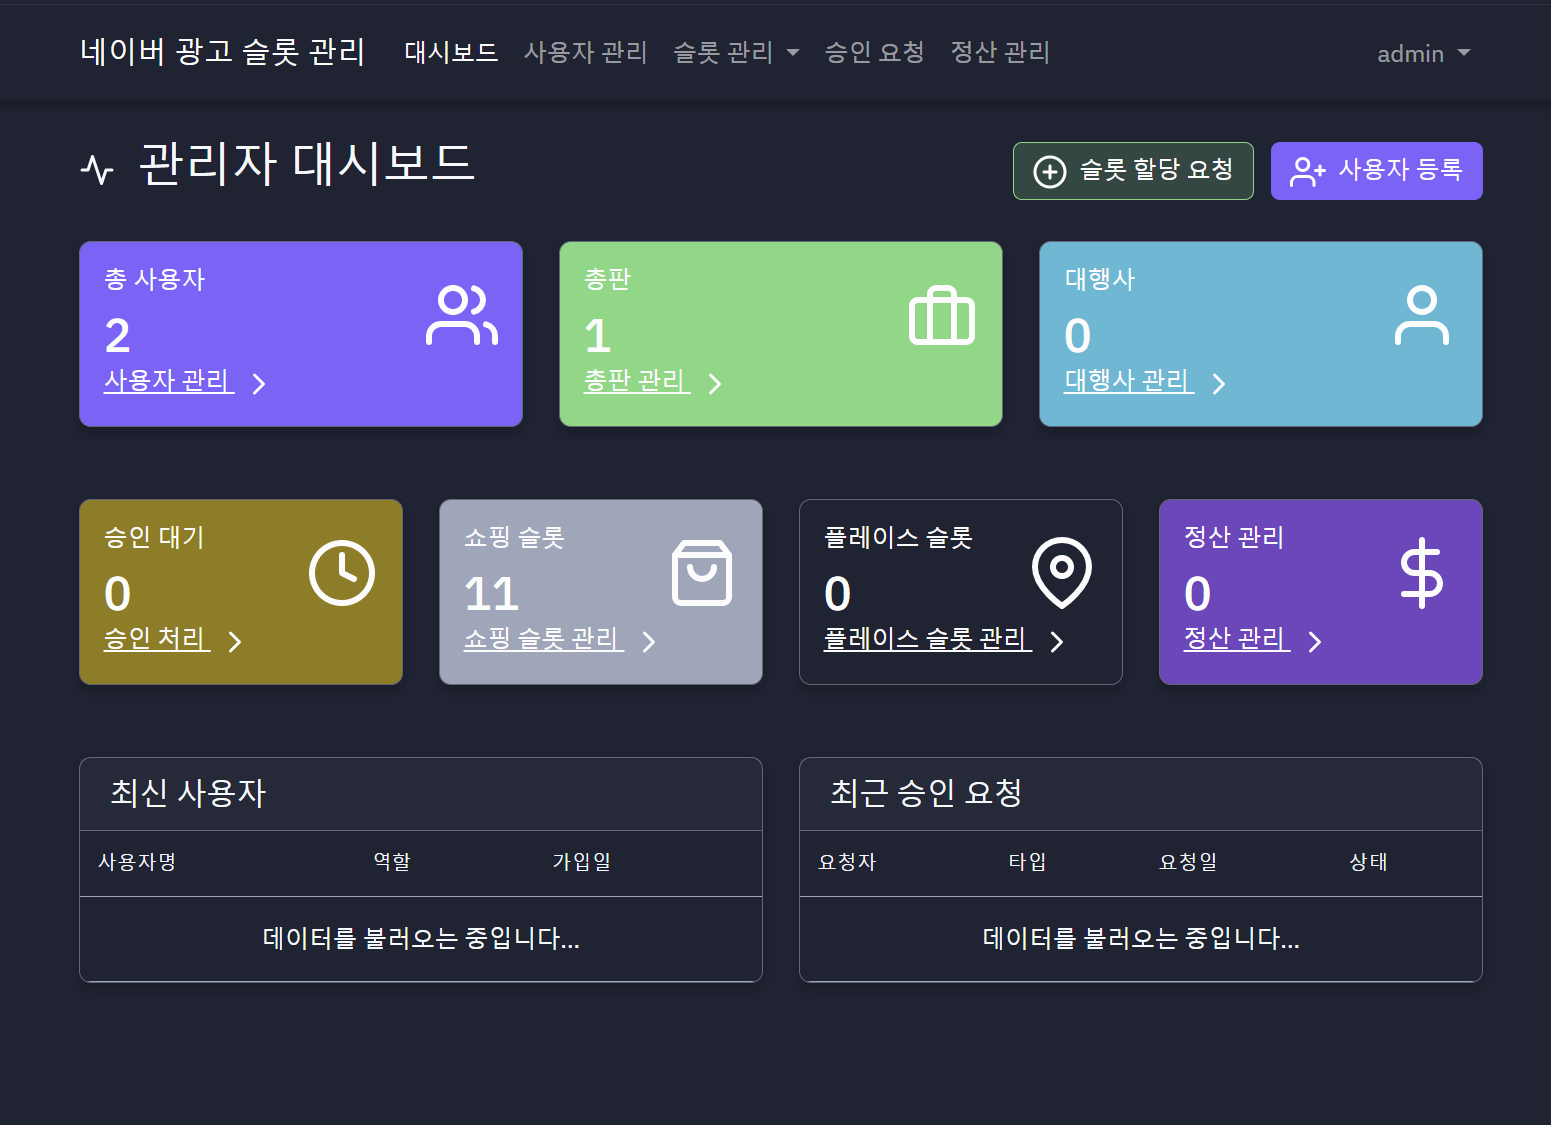 네이버 광고 슬롯 관리 대시보드 사용자 관리 슬롯 관리 승인 요청 정산 관리 admin
관리자 대시보드
슬롯 할당 요청
사용자 등록
총 사용자
2
사용자 관리
총판
1
총판 관리
대행사
0
대행사 관리
승인 대기
0
승인 처리
쇼핑 슬롯
11
쇼핑 슬롯 관리
플레이스 슬롯
0
플레이스 슬롯 관리
정산 관리
0
정산 관리
최신 사용자
사용자명 역할 가입일
데이터를 불러오는 중입니다...
최근 승인 요청
요청자 타입 요청일 상태
데이터를 불러오는 중입니다...